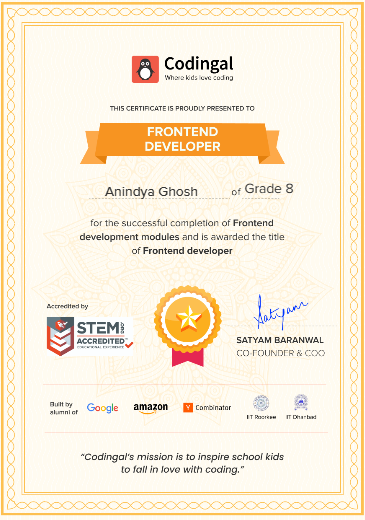 Codingal
Where kids love coding
THIS CERTIFICATE IS PROUDLY PRESENTED TO
FRONTEND
DEVELOPER
Anindya Ghosh of Grade 8
for the successful completion of Frontend
development modules and is awarded the title
of Frontend developer
Accredited by
STEM.ORG
ACCREDITED
EDUCATIONAL EXPERIENCE
Satyam
SATYAM BARANWAL
CO-FOUNDER & COO
Built by
alumni of
Google
amazon
Y Combinator
IIT Roorkee
IIT Dhanbad
"Codingal's mission is to inspire school kids
to fall in love with coding."